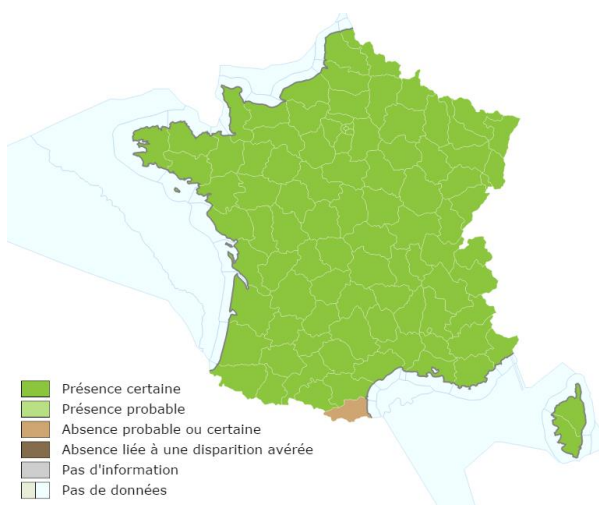 Présence certaine
Présence probable
Absence probable ou certaine
Absence liée à une disparition avérée
Pas d'information
Pas de données